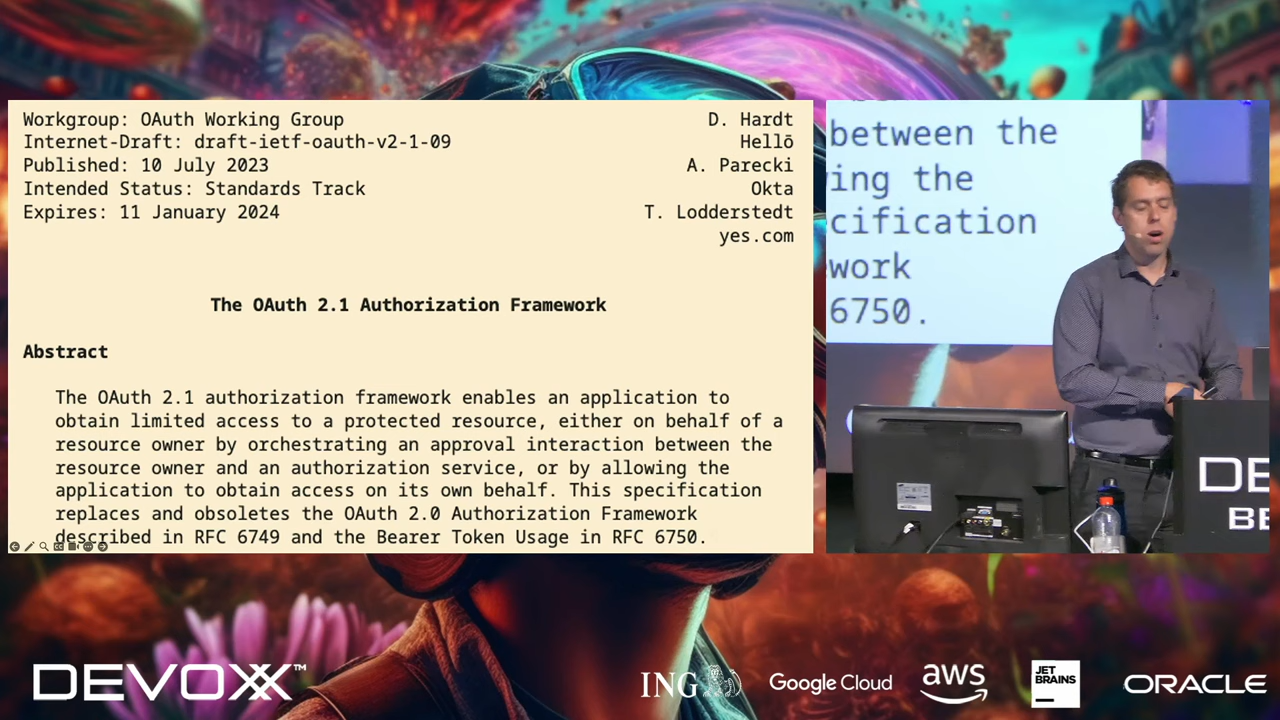 Workgroup: OAuth Working Group
D. Hardt
Internet-Draft: draft-ietf-oauth-v2-1-09
Hellō
Published: 10 July 2023
A. Parecki
Intended Status: Standards Track
Okta
Expires: 11 January 2024
T. Lodderstedt
yes.com
The OAuth 2.1 Authorization Framework
Abstract
The OAuth 2.1 authorization framework enables an application to
obtain limited access to a protected resource, either on behalf of a
resource owner by orchestrating an approval interaction between the
resource owner and an authorization service, or by allowing the
application to obtain access on its own behalf. This specification
replaces and obsoletes the OAuth 2.0 Authorization Framework
described in RFC 6749 and the Bearer Token Usage in RFC 6750.
between the
ing the
cification
work
6750.
DE
BE
DEVOXX™
ING
Google Cloud
aws
JET
BRAINS
ORACLE